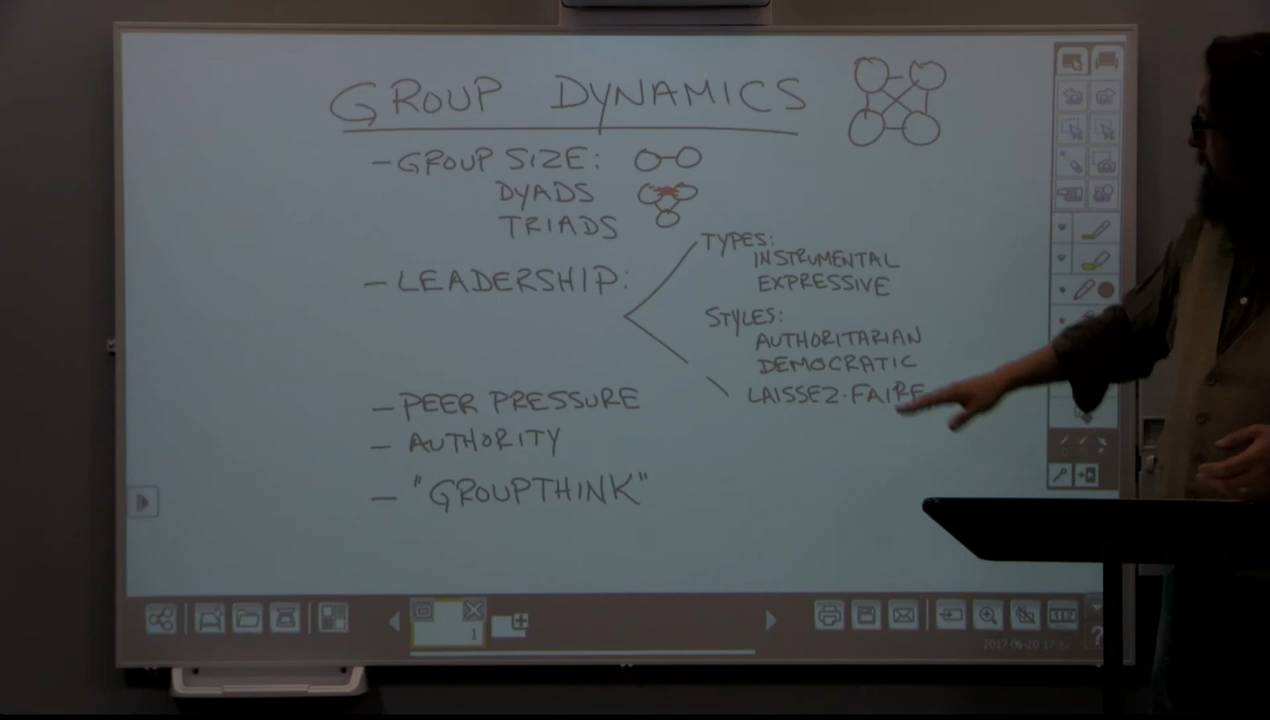 GROUP DYNAMICS
- GROUP SIZE:
DYADS
TRIADS
- LEADERSHIP:
TYPES:
INSTRUMENTAL
EXPRESSIVE
STYLES:
AUTHORITARIAN
DEMOCRATIC
LAISSEZ-FAIRE
- PEER PRESSURE
- AUTHORITY
- "GROUPTHINK"
1
?